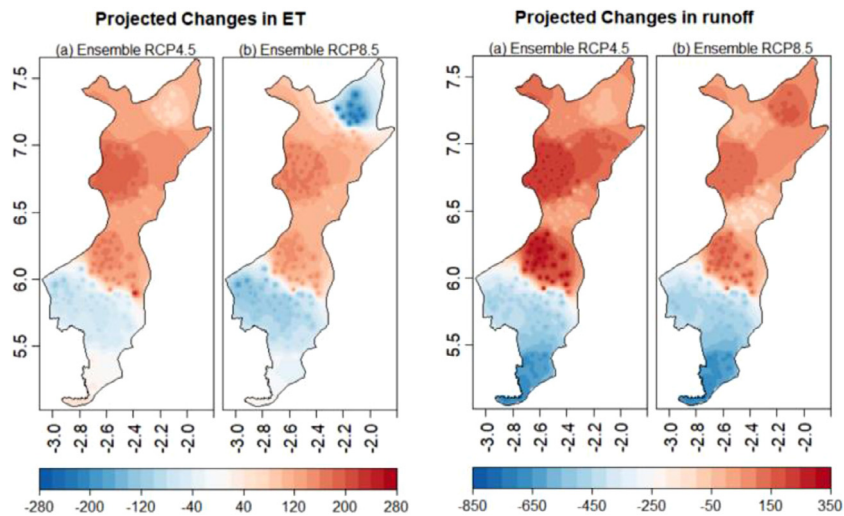 Projected Changes in ET
(a) Ensemble RCP4.5
(b) Ensemble RCP8.5
7.5
7.0
6.5
6.0
5.5
-3.0 -2.8 -2.6 -2.4 -2.2 -2.0
-3.0 -2.8 -2.6 -2.4 -2.2 -2.0
-280 -200 -120 -40 40 120 200 280
Projected Changes in runoff
(a) Ensemble RCP4.5
(b) Ensemble RCP8.5
7.5
7.0
6.5
6.0
5.5
-3.0 -2.8 -2.6 -2.4 -2.2 -2.0
-3.0 -2.8 -2.6 -2.4 -2.2 -2.0
-850 -650 -450 -250 -50 150 350